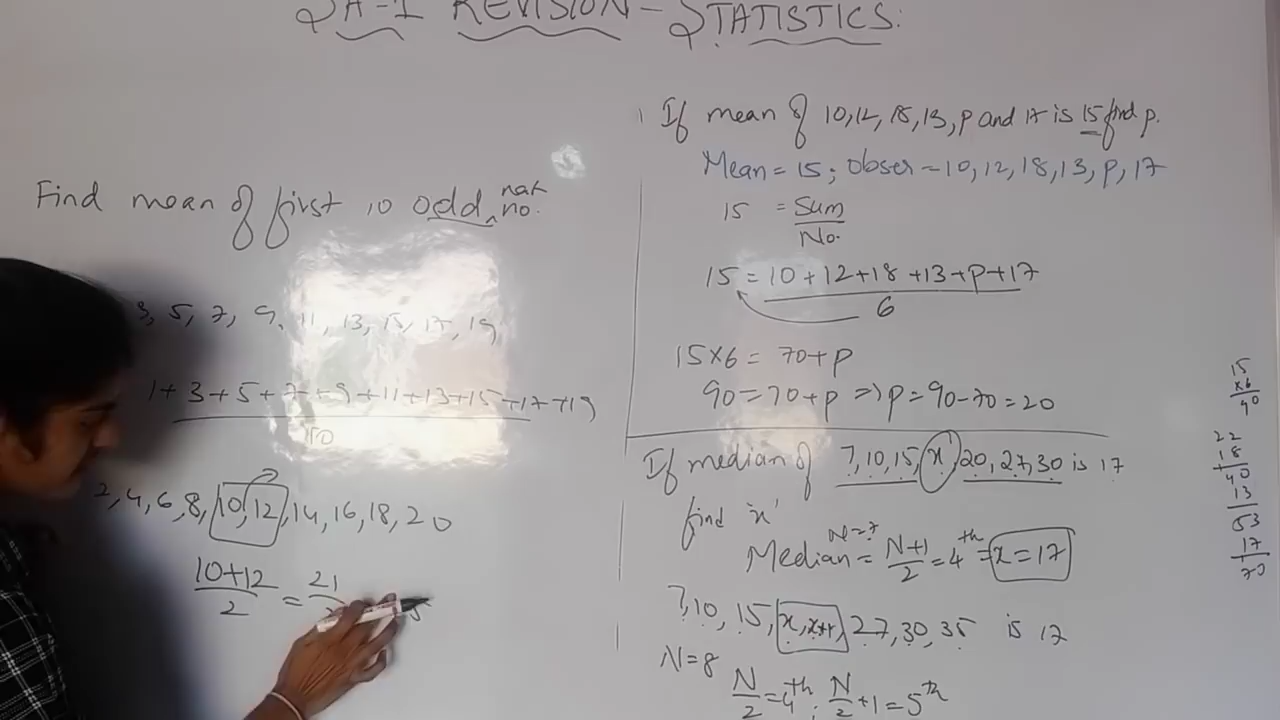 SA-1 REVISION - STATISTICS:
Find mean of first 10 odd nat no.
3, 5, 7, 9, 11, 13, 15, 17, 19,
1+3+5+7+9+11+13+15+17+19
10
2, 4, 6, 8, 10, 12, 14, 16, 18, 20
10+12
2
= 21
If mean of 10, 12, 18, 13, p and 17 is 15 find p.
Mean = 15; Obser = 10, 12, 18, 13, p, 17
15 = Sum
No.
15 = 10+12+18+13+p+17
6
15x6 = 70+p
90=70+p => p=90-70=20
If median of 7, 10, 15, x, 20, 27, 30 is 17
find 'x'
N=7
Median = N+1
2
= 4th = x=17
7, 10, 15, x, x+1, 27, 30, 35 is 17
N=8
N
2
=4th; N
2
+1=5th
15
x6
90
22
18
+40
13
53
17
70